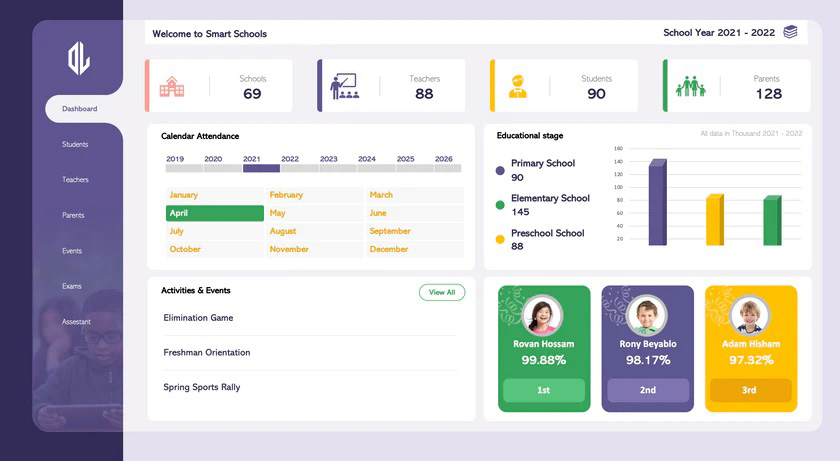 Welcome to Smart Schools
School Year 2021 - 2022
Dashboard
Students
Teachers
Parents
Events
Exams
Assestant
Schools
69
Teachers
88
Students
90
Parents
128
Calendar Attendance
2019 2020 2021 2022 2023 2024 2025 2026
January February March
April May June
July August September
October November December
Educational stage
All data in Thousand 2021 - 2022
Primary School
90
Elementary School
145
Preschool School
88
160
140
120
100
80
60
40
20
Activities & Events
View All
Elimination Game
Freshman Orientation
Spring Sports Rally
Rovan Hossam
99.88%
1st
Rony Beyablo
98.17%
2nd
Adam Hisham
97.32%
3rd